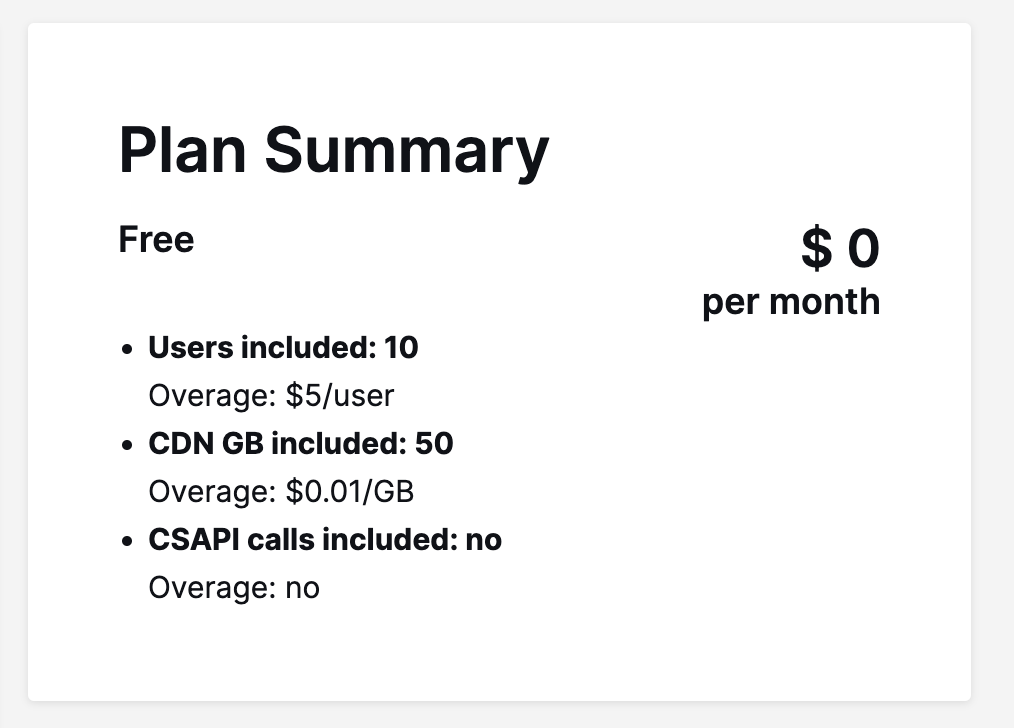 Plan Summary
Free
$ 0
per month
• Users included: 10
Overage: $5/user
• CDN GB included: 50
Overage: $0.01/GB
• CSAPI calls included: no
Overage: no